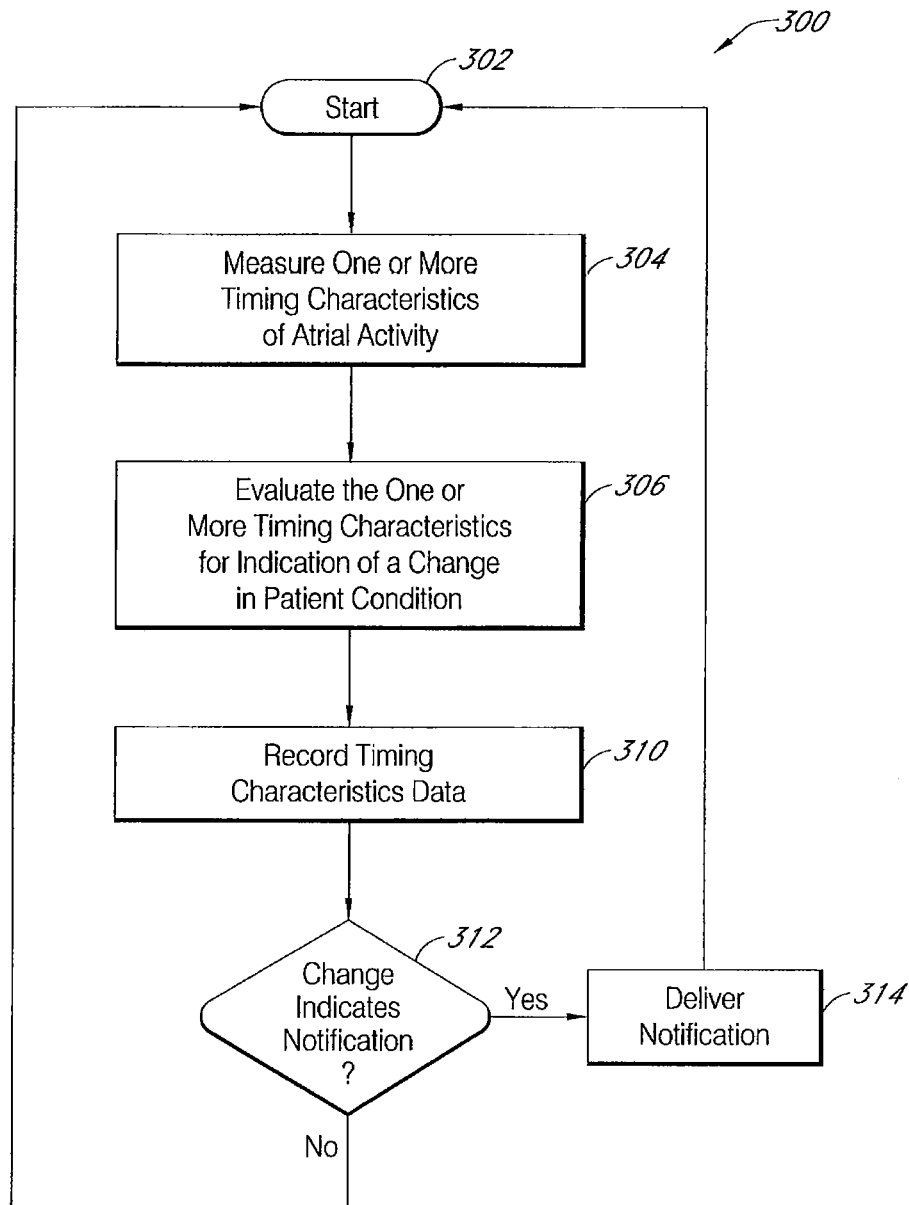 300
302
Start
Measure One or More
Timing Characteristics
of Atrial Activity
304
Evaluate the One or
More Timing Characteristics
for Indication of a Change
in Patient Condition
306
Record Timing
Characteristics Data
310
312
Change
Indicates
Notification
?
Yes
Deliver
Notification
314
No